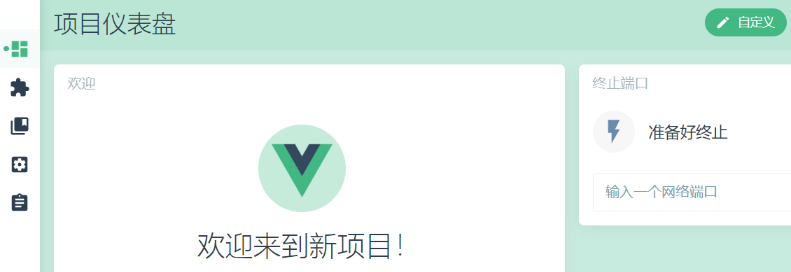 项目仪表盘
自定义
欢迎
欢迎来到新项目!
终止端口
准备好终止
输入一个网络端口